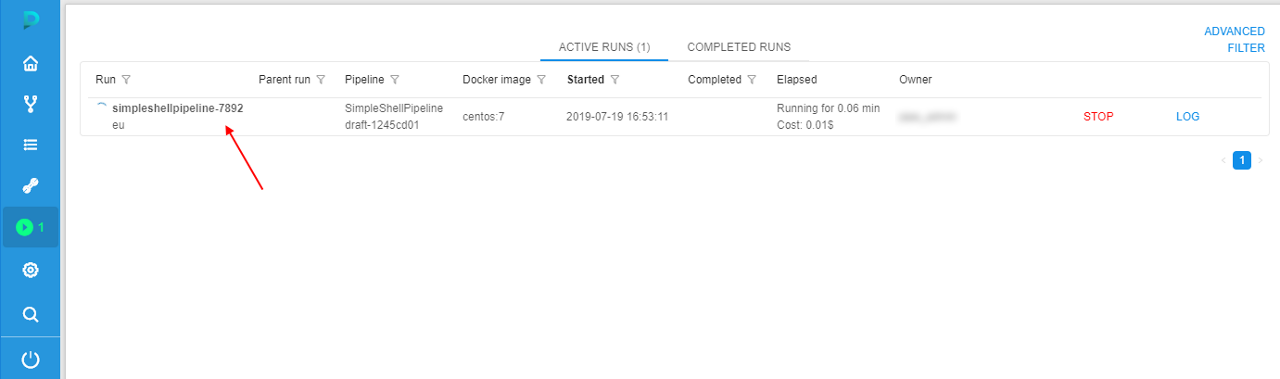 ADVANCED
FILTER
ACTIVE RUNS (1) COMPLETED RUNS
Run Parent run Pipeline Docker image Started Completed Elapsed Owner
simpleshellpipeline-7892 SimpleShellPipeline Running for 0.06 min
centos:7 2019-07-19 16:53:11 STOP LOG
eu draft-1245cd01 Cost: 0.01$
1
1